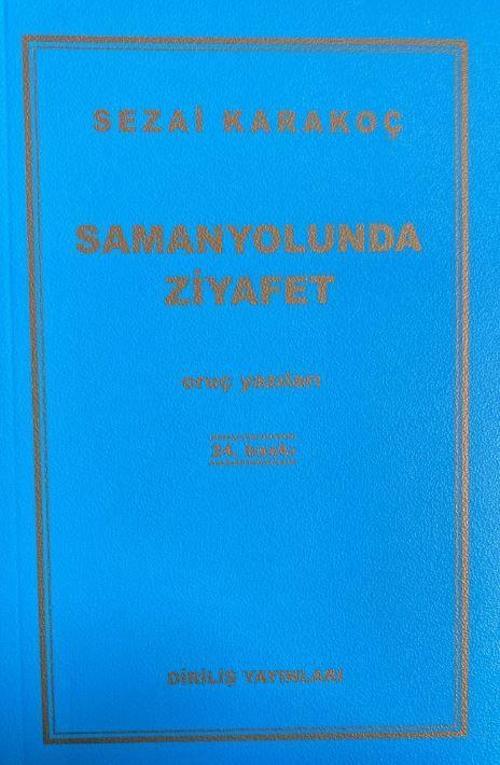 SEZAİ KARAKOÇ
SAMANYOLUNDA
ZİYAFET
oruç yazıları
24. baskı
DİRİLİŞ YAYINLARI